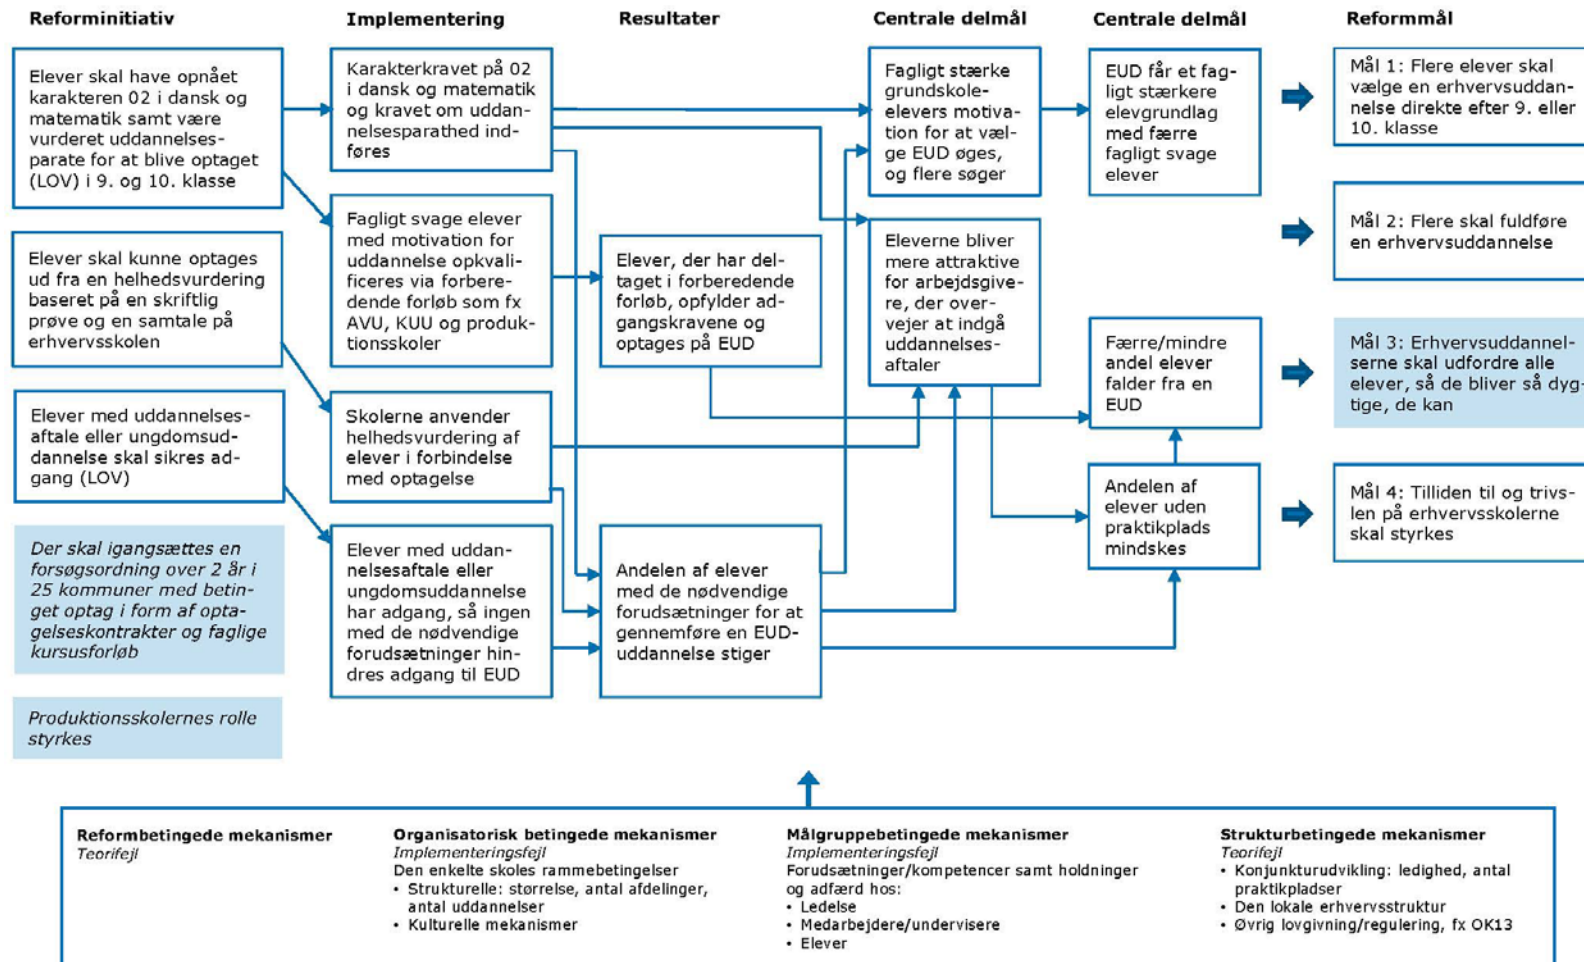 Reforminitiativ
Elever skal have opnået
karakteren 02 i dansk og
matematik samt være
vurderet uddannelses-
parate for at blive optaget
(LOV) i 9. og 10. klasse
Elever skal kunne optages
ud fra en helhedsvurdering
baseret på en skriftlig
prøve og en samtale på
erhvervsskolen
Elever med uddannelses-
aftale eller ungdomsud-
dannelse skal sikres ad-
gang (LOV)
Der skal igangsættes en
forsøgsordning over 2 år i
25 kommuner med betin-
get optag i form af opta-
gelseskontrakter og faglige
kursusforløb
Produktionsskolernes rolle
styrkes
Implementering
Karakterkravet på 02
i dansk og matematik
og kravet om uddan-
nelsesparathed ind-
føres
Fagligt svage elever
med motivation for
uddannelse opkvalifi-
ceres via forbere-
dende forløb som fx
AVU, KUU og produk-
tionsskoler
Skolerne anvender
helhedsvurdering af
elever i forbindelse
med optagelse
Elever med uddan-
nelsesaftale eller
ungdomsuddannelse
har adgang, så ingen
med de nødvendige
forudsætninger hin-
dres adgang til EUD
Resultater
Elever, der har del-
taget i forberedende
forløb, opfylder ad-
gangskravene og
optages på EUD
Andelen af elever
med de nødvendige
forudsætninger for at
gennemføre en EUD-
uddannelse stiger
Centrale delmål
Fagligt stærke
grundskole-
elevers motiva-
tion for at væl-
ge EUD øges,
og flere søger
Eleverne bliver
mere attraktive
for arbejdsgive-
re, der over-
vejer at indgå
uddannelses-
aftaler
Centrale delmål
EUD får et fag-
ligt stærkere
elevgrundlag
med færre
fagligt svage
elever
Færre/mindre
andel elever
falder fra en
EUD
Andelen af
elever uden
praktikplads
mindskes
Reformmål
Mål 1: Flere elever skal
vælge en erhvervsuddan-
nelse direkte efter 9. eller
10. klasse
Mål 2: Flere skal fuldføre
en erhvervsuddannelse
Mål 3: Erhvervsuddannel-
serne skal udfordre alle
elever, så de bliver så dyg-
tige, de kan
Mål 4: Tilliden til og trivs-
len på erhvervsskolerne
skal styrkes
Reformbetingede mekanismer
Teorifejl
Organisatorisk betingede mekanismer
Implementeringsfejl
Den enkelte skoles rammebetingelser
• Strukturelle: størrelse, antal afdelinger,
antal uddannelser
• Kulturelle mekanismer
Målgruppebetingede mekanismer
Implementeringsfejl
Forudsætninger/kompetencer samt holdninger
og adfærd hos:
• Ledelse
• Medarbejdere/undervisere
• Elever
Strukturbetingede mekanismer
Teorifejl
• Konjunkturudvikling: ledighed, antal
praktikpladser
• Den lokale erhvervsstruktur
• Øvrig lovgivning/regulering, fx OK13